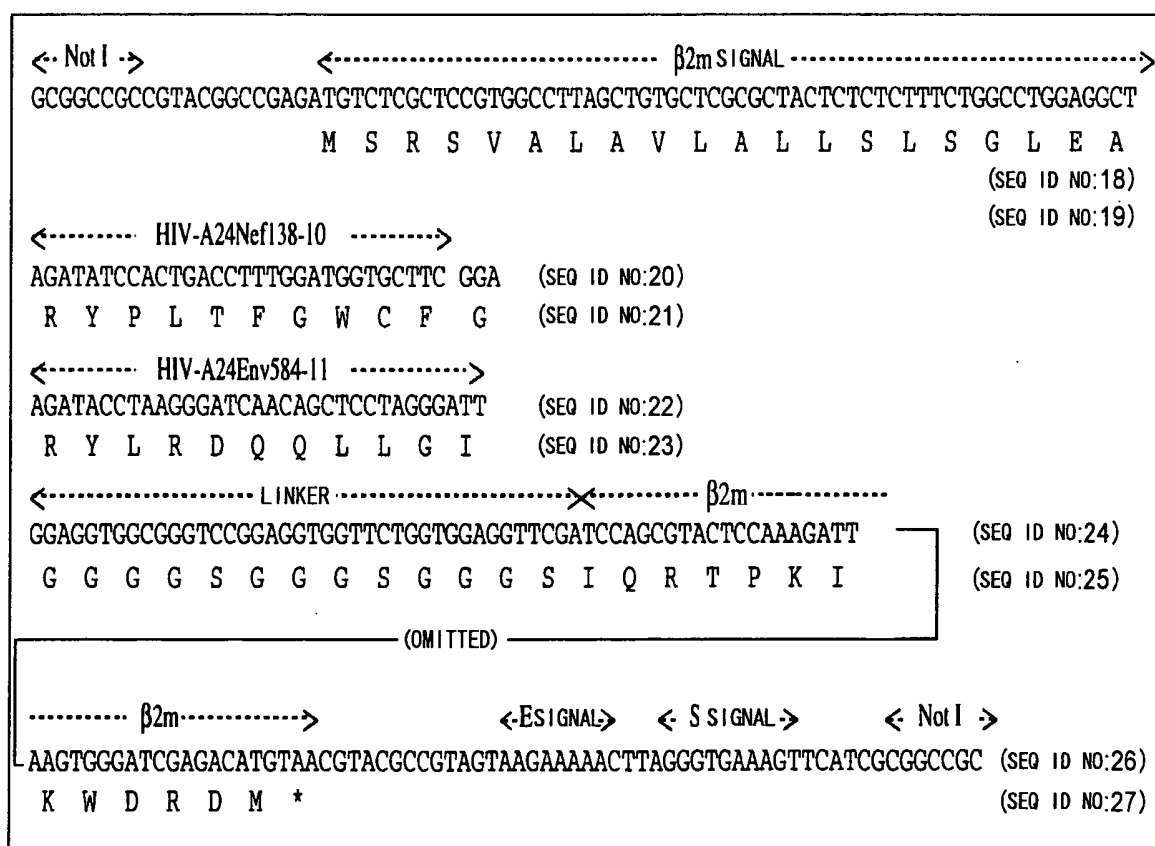 <-- Not I -> <-------- β2m SIGNAL -------->
GCGGCCGCCGTACGGCCGAGATGTCTCGCTCCGTGGCCTTAGCTGTGCTCGCGCTACTCTCTCTTTCTGGCCTGGAGGCT
M S R S V A L A V L A L L S L S G L E A
(SEQ ID NO:18)
(SEQ ID NO:19)
<-------- HIV-A24Nef138-10 -------->
AGATATCCACTGACCTTTGGATGGTGCTTC GGA (SEQ ID NO:20)
R Y P L T F G W C F G (SEQ ID NO:21)
<-------- HIV-A24Env584-11 -------->
AGATACCTAAGGGATCAACAGCTCCTAGGGATT (SEQ ID NO:22)
R Y L R D Q Q L L G I (SEQ ID NO:23)
<-------- LINKER --------><-------- β2m --------
GGAGGTGGCGGGTCCGGAGGTGGTTCTGGTGGAGGTTCGATCCAGCGTACTCCAAAGATT (SEQ ID NO:24)
G G G G S G G G S G G G S I Q R T P K I (SEQ ID NO:25)
(OMITTED)
-------- β2m --------> <-ESIGNAL-> <- S SIGNAL --> <- Not I ->
AAGTGGGATCGAGACATGTAACGTACGCCGTAGTAAGAAAAACTTAGGGTGAAAGTTCATCGCGGCCGC (SEQ ID NO:26)
K W D R D M * (SEQ ID NO:27)